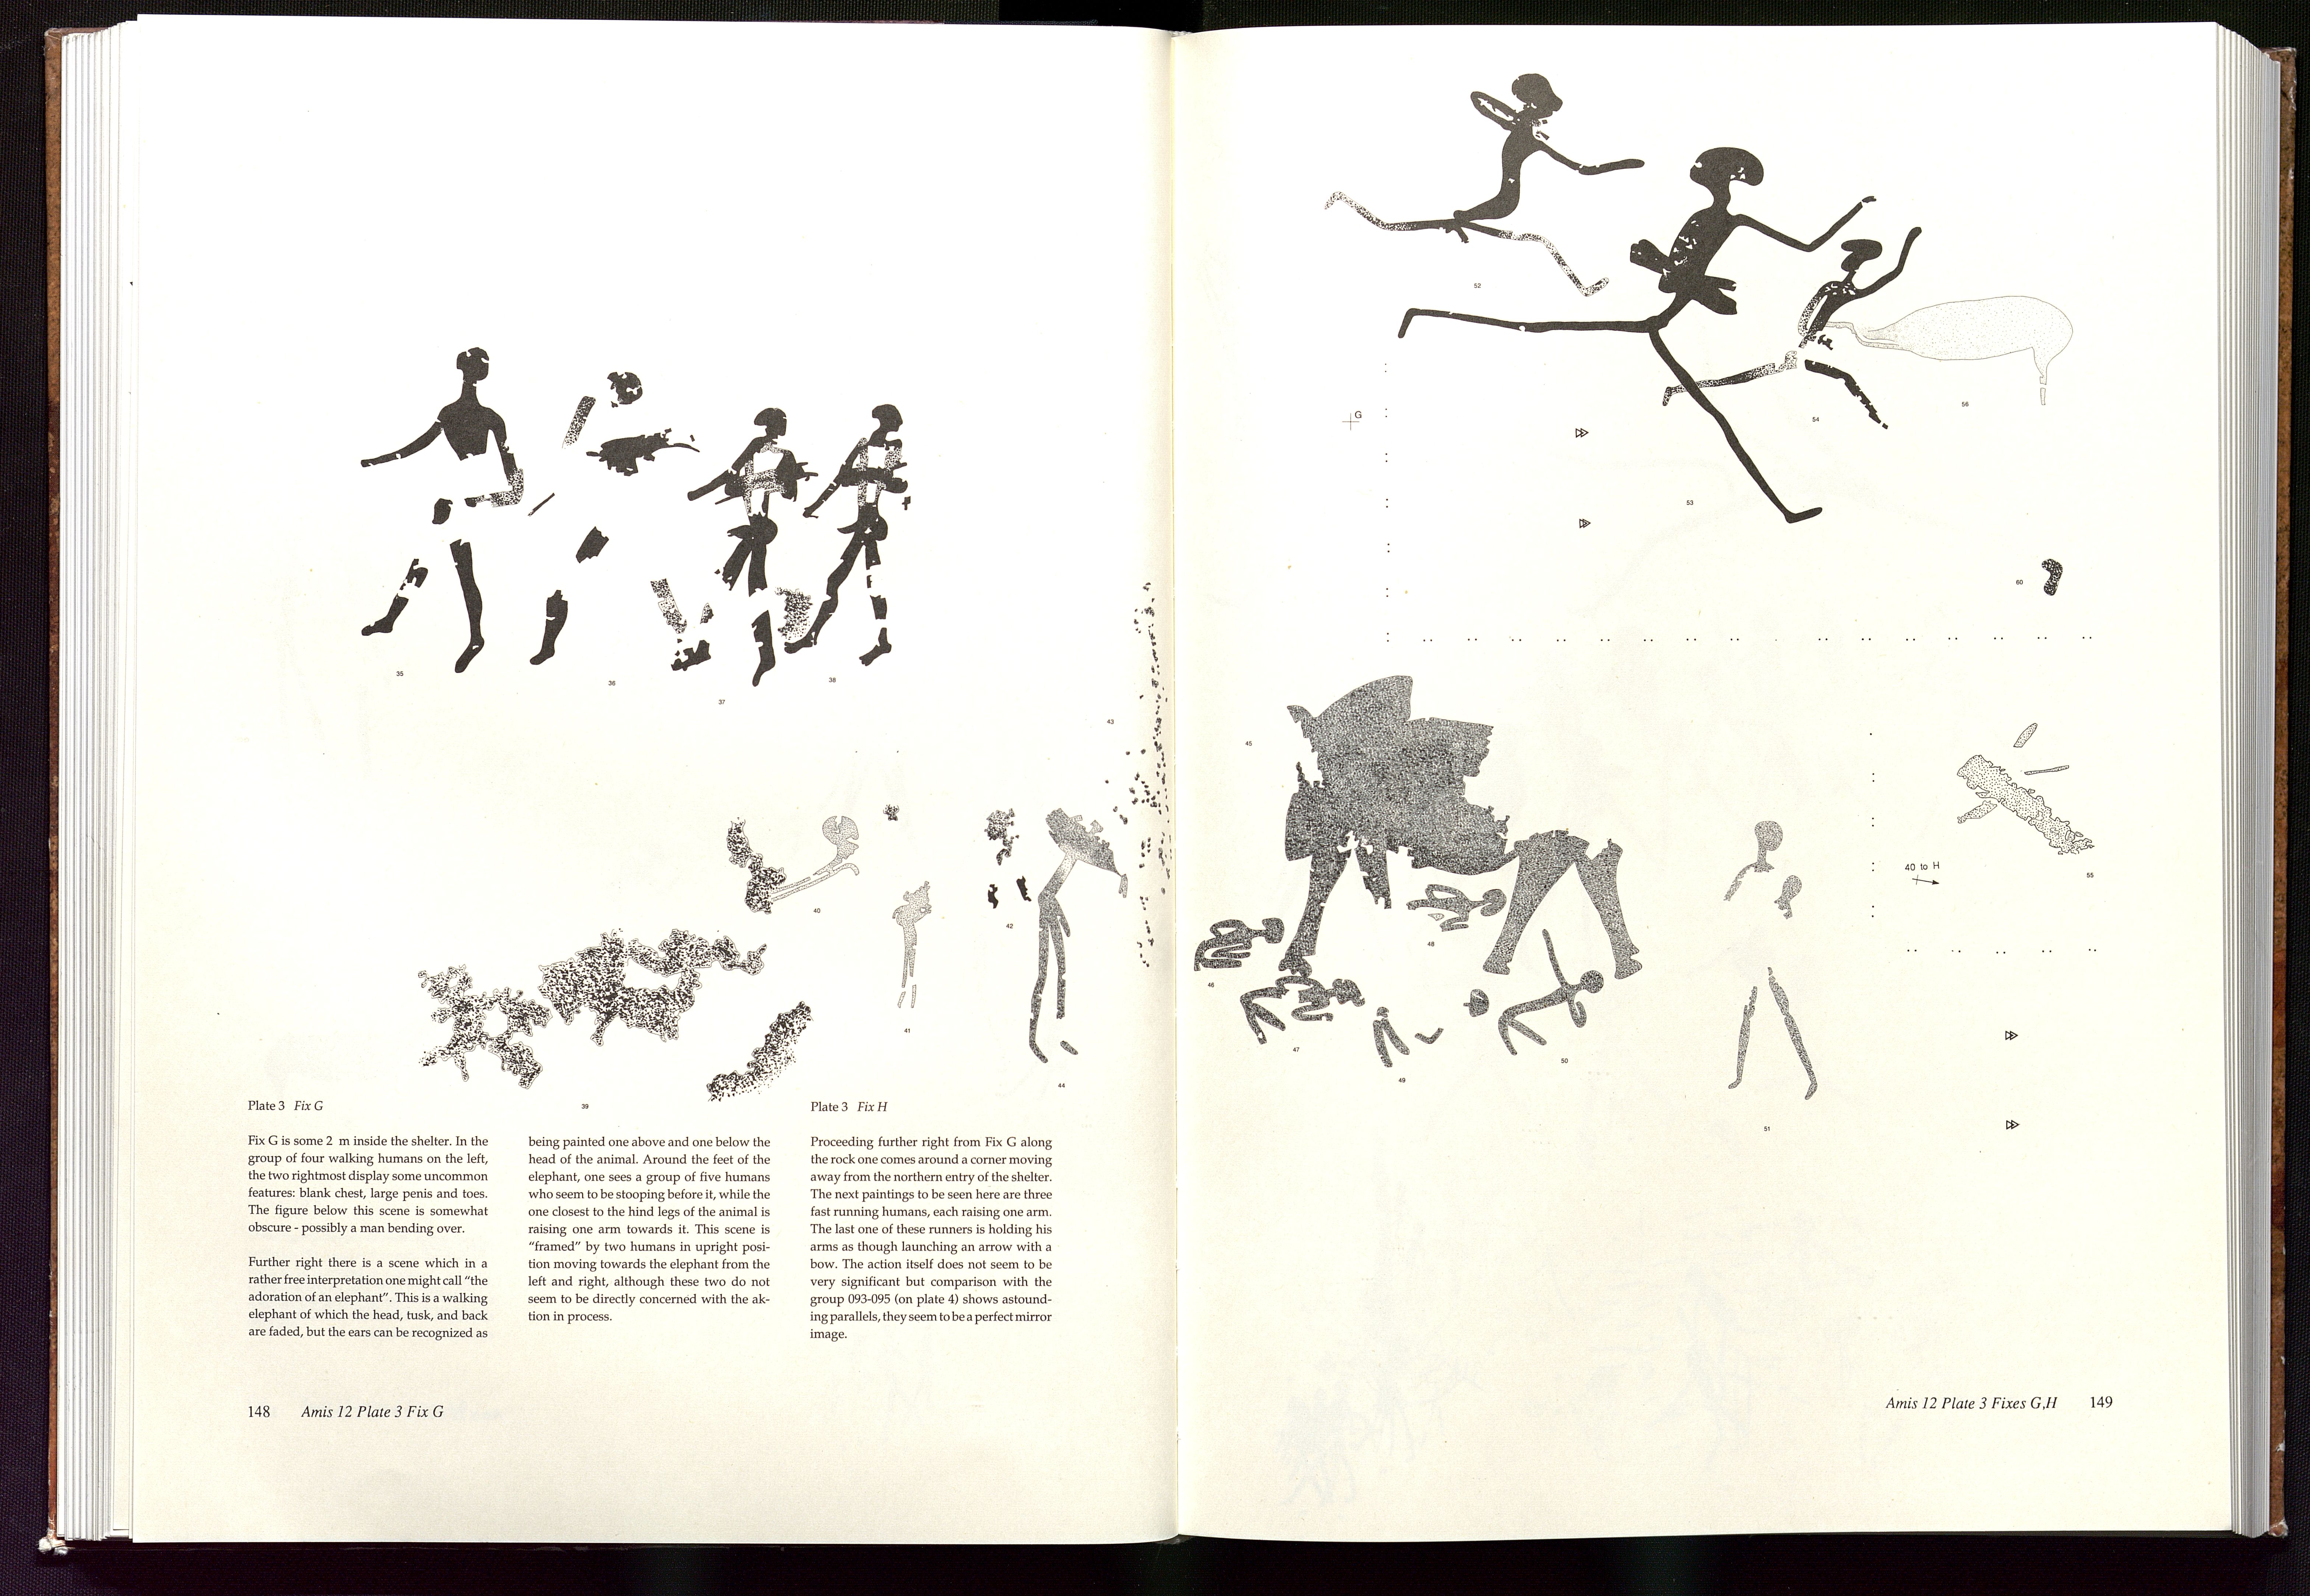 35
36
37
38
43
40
41
42
44
39
Plate 3 Fix G
Fix G is some 2 m inside the shelter. In the
group of four walking humans on the left,
the two rightmost display some uncommon
features: blank chest, large penis and toes.
The figure below this scene is somewhat
obscure - possibly a man bending over.
Further right there is a scene which in a
rather free interpretation one might call “the
adoration of an elephant”. This is a walking
elephant of which the head, tusk, and back
are faded, but the ears can be recognized as
being painted one above and one below the
head of the animal. Around the feet of the
elephant, one sees a group of five humans
who seem to be stooping before it, while the
one closest to the hind legs of the animal is
raising one arm towards it. This scene is
“framed” by two humans in upright posi-
tion moving towards the elephant from the
left and right, although these two do not
seem to be directly concerned with the ak-
tion in process.
Plate 3 Fix H
Proceeding further right from Fix G along
the rock one comes around a corner moving
away from the northern entry of the shelter.
The next paintings to be seen here are three
fast running humans, each raising one arm.
The last one of these runners is holding his
arms as though launching an arrow with a
bow. The action itself does not seem to be
very significant but comparison with the
group 093-095 (on plate 4) shows astound-
ing parallels, they seem to be a perfect mirror
image.
148 Amis 12 Plate 3 Fix G
52
G
54
56
53
60
45
40 to H
55
48
46
47
49
50
51
Amis 12 Plate 3 Fixes G,H 149